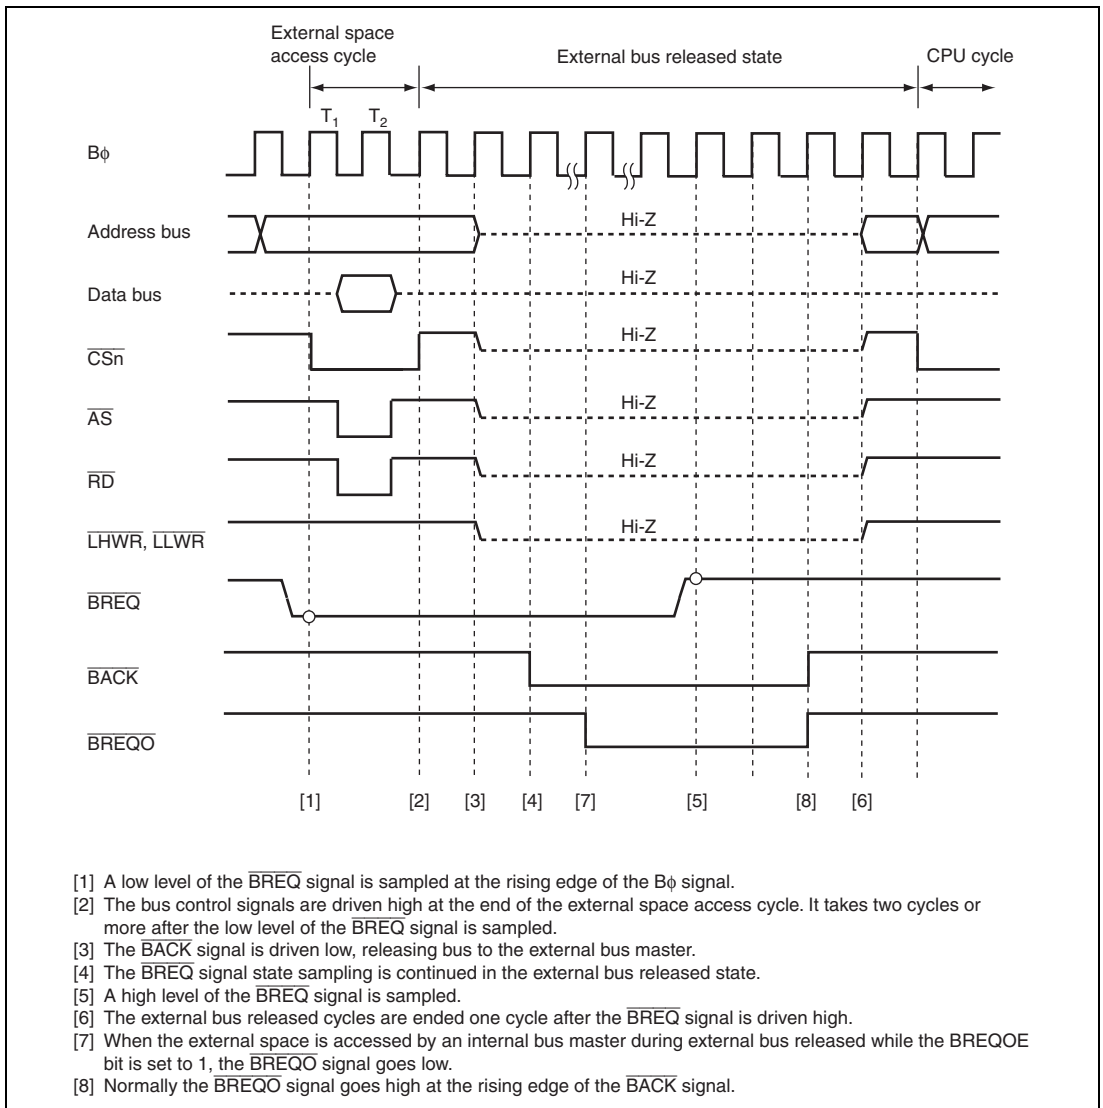 External space
access cycle
External bus released state
CPU cycle
T1 T2
Bφ
Address bus
Hi-Z
Data bus
Hi-Z
CSn
Hi-Z
AS
Hi-Z
RD
Hi-Z
LHWR, LLWR
Hi-Z
BREQ
BACK
BREQO
[1] [2] [3] [4] [7] [5] [8] [6]
[1] A low level of the BREQ signal is sampled at the rising edge of the Bφ signal.
[2] The bus control signals are driven high at the end of the external space access cycle. It takes two cycles or
more after the low level of the BREQ signal is sampled.
[3] The BACK signal is driven low, releasing bus to the external bus master.
[4] The BREQ signal state sampling is continued in the external bus released state.
[5] A high level of the BREQ signal is sampled.
[6] The external bus released cycles are ended one cycle after the BREQ signal is driven high.
[7] When the external space is accessed by an internal bus master during external bus released while the BREQOE
bit is set to 1, the BREQO signal goes low.
[8] Normally the BREQO signal goes high at the rising edge of the BACK signal.